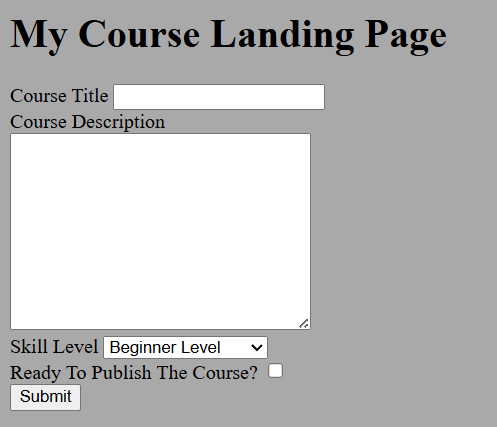 My Course Landing Page
Course Title
Course Description
Skill Level Beginner Level
Ready To Publish The Course?
Submit